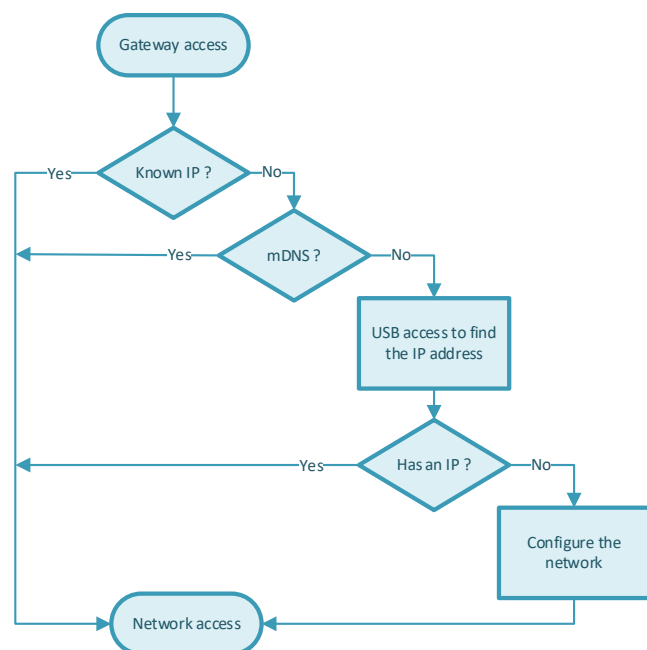 Gateway access
Known IP ?
Yes
No
mDNS ?
Yes
No
USB access to find
the IP address
Has an IP ?
Yes
No
Configure the
network
Network access